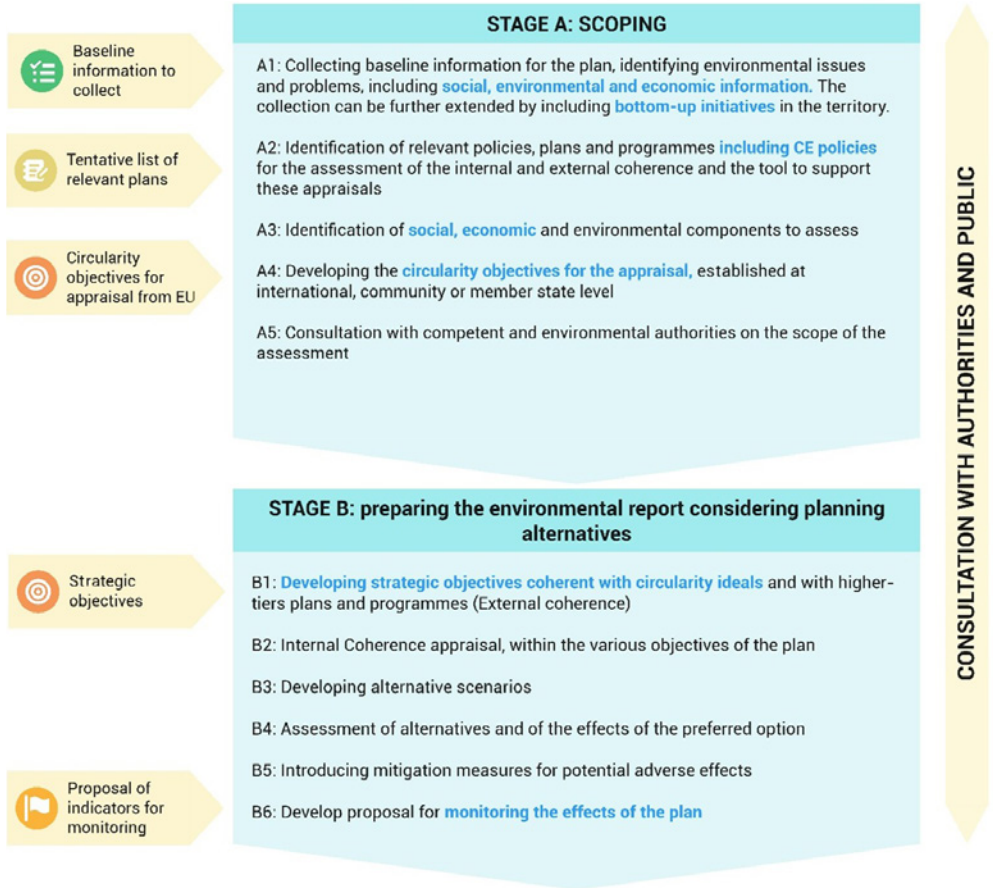 STAGE A: SCOPING
Baseline
information to
collect
A1: Collecting baseline information for the plan, identifying environmental issues
and problems, including social, environmental and economic information. The
collection can be further extended by including bottom-up initiatives in the territory.
Tentative list of
relevant plans
A2: Identification of relevant policies, plans and programmes including CE policies
for the assessment of the internal and external coherence and the tool to support
these appraisals
A3: Identification of social, economic and environmental components to assess
Circularity
objectives for
appraisal from EU
A4: Developing the circularity objectives for the appraisal, established at
international, community or member state level
A5: Consultation with competent and environmental authorities on the scope of the
assessment
STAGE B: preparing the environmental report considering planning
alternatives
Strategic
objectives
B1: Developing strategic objectives coherent with circularity ideals and with higher-
tiers plans and programmes (External coherence)
B2: Internal Coherence appraisal, within the various objectives of the plan
B3: Developing alternative scenarios
B4: Assessment of alternatives and of the effects of the preferred option
B5: Introducing mitigation measures for potential adverse effects
Proposal of
indicators for
monitoring
B6: Develop proposal for monitoring the effects of the plan
CONSULTATION WITH AUTHORITIES AND PUBLIC